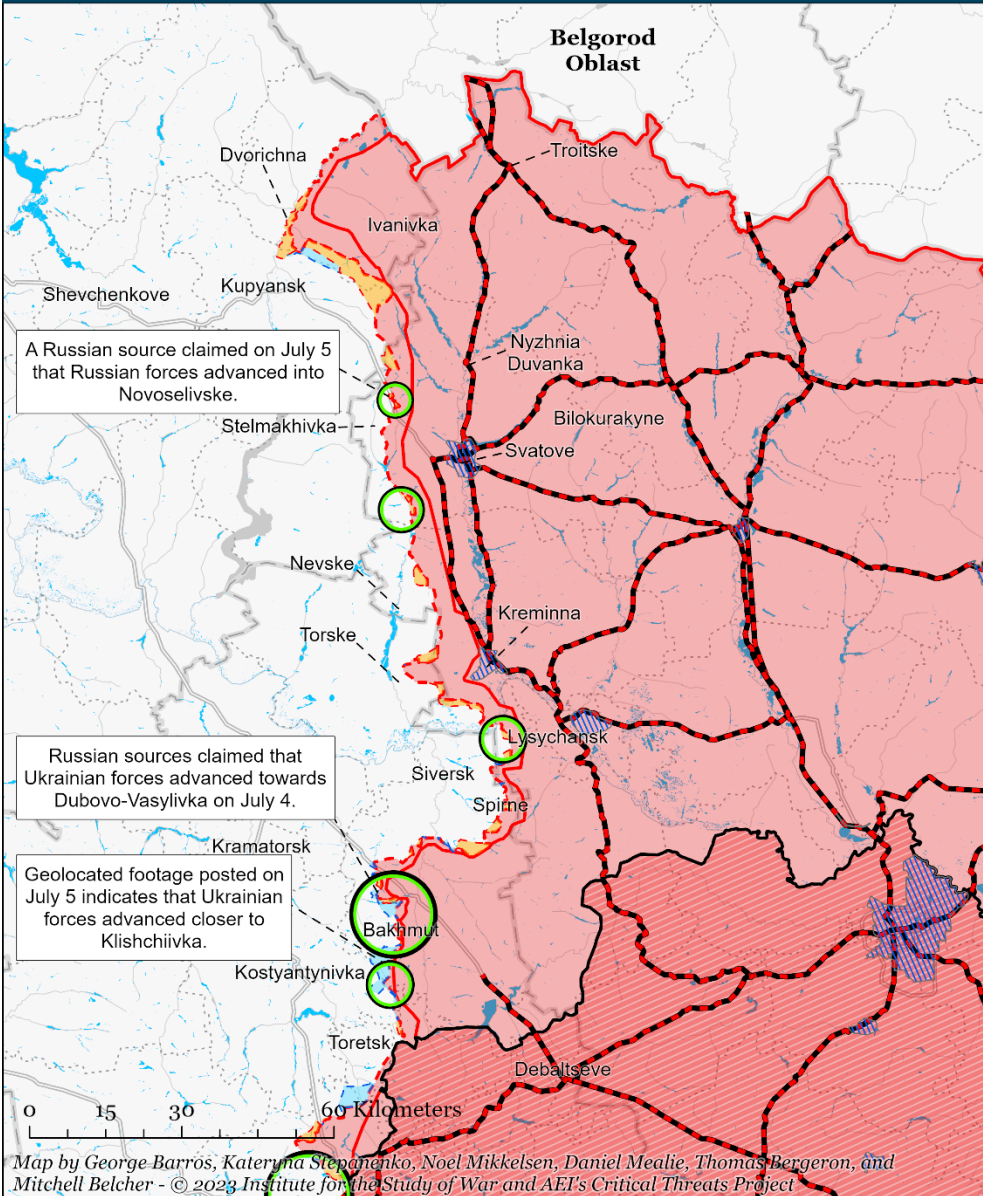 Belgorod
Oblast
Troitske
Dvorichna
Ivanivka
Kupyansk
Shevchenkove
Nyzhnia
Duvanka
A Russian source claimed on July 5
that Russian forces advanced into
Novoselivske.
Bilokurakyne
Stelmakhivka
Svatove
Nevske
Kreminna
Torske
Lysychansk
Russian sources claimed that
Ukrainian forces advanced towards
Dubovo-Vasylivka on July 4.
Siversk
Spirne
Kramatorsk
Geolocated footage posted on
July 5 indicates that Ukrainian
forces advanced closer to
Klishchiivka.
Bakhmut
Kostyantynivka
Toretsk
Debaltseve
0 15 30 60 Kilometers
Map by George Barros, Kateryna Stepanenko, Noel Mikkelsen, Daniel Mealie, Thomas Bergeron, and
Mitchell Belcher - © 2023 Institute for the Study of War and AEI's Critical Threats Project